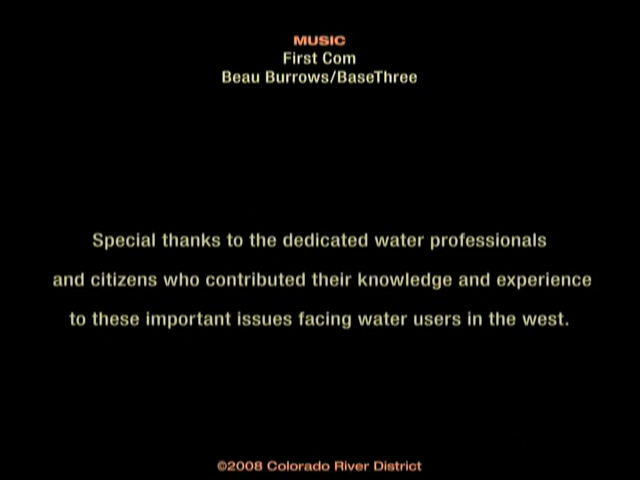 MUSIC
First Com
Beau Burrows/BaseThree
Special thanks to the dedicated water professionals
and citizens who contributed their knowledge and experience
to these important issues facing water users in the west.
©2008 Colorado River District